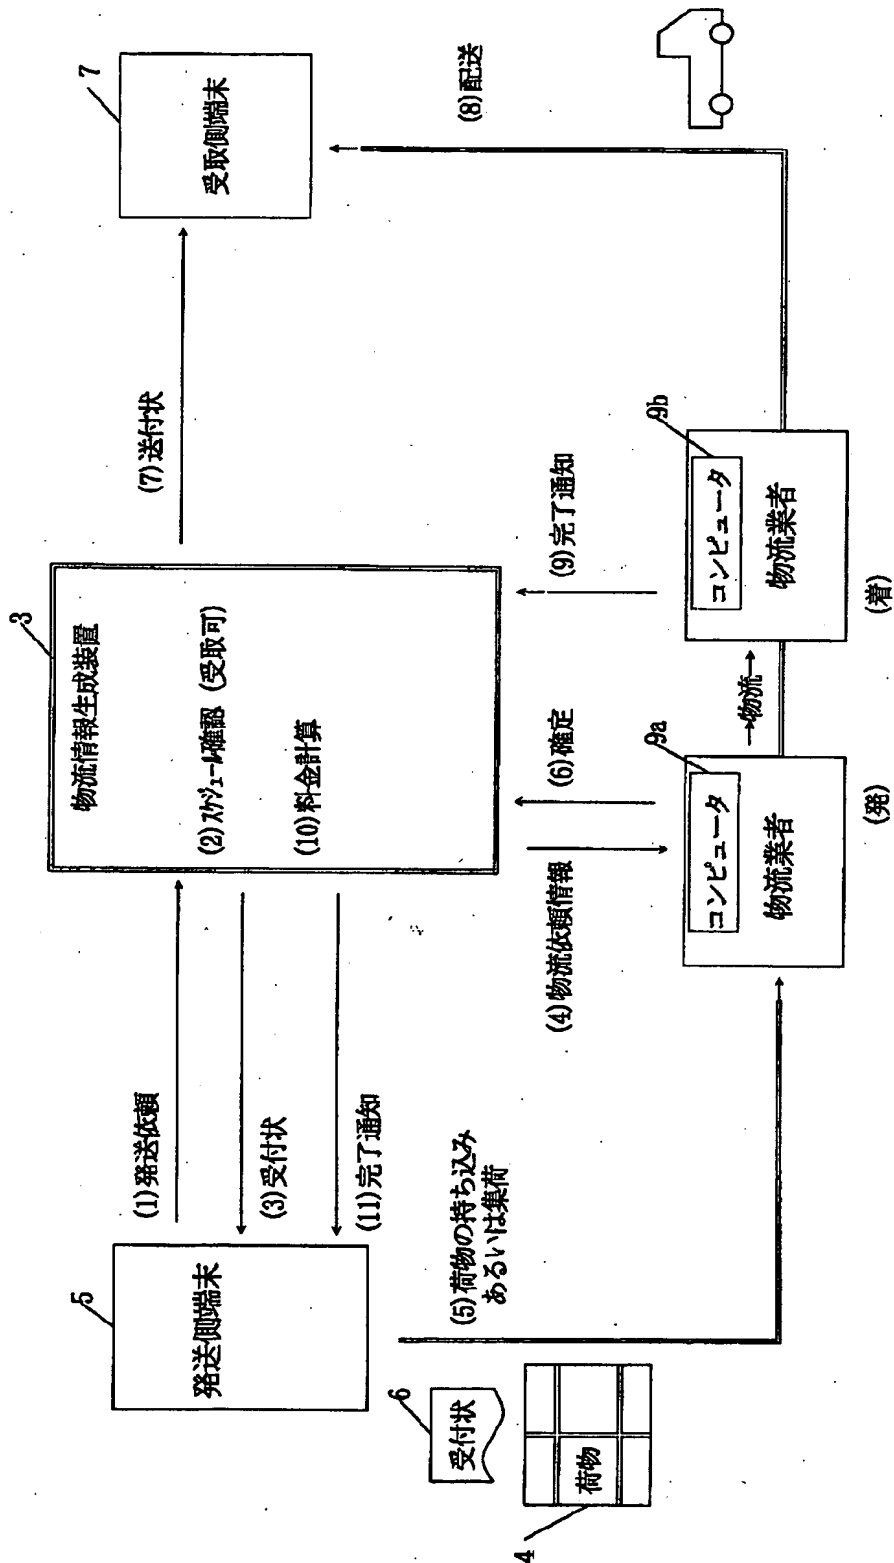 3
物流情報生成装置
(2)ｽｹｼﾞｭｰﾙ確認（受取可）
(10)料金計算
5
発送側端末
(1)発送依頼
(3)受付状
(11)完了通知
7
受取側端末
(7)送付状
(8)配送
6
受付状
荷物
4
(5)荷物の持ち込み
あるいは集荷
(4)物流依頼情報
(6)確定
(9)完了通知
9a
コンピュータ
物流業者
(発)
→物流→
9b
コンピュータ
物流業者
(着)